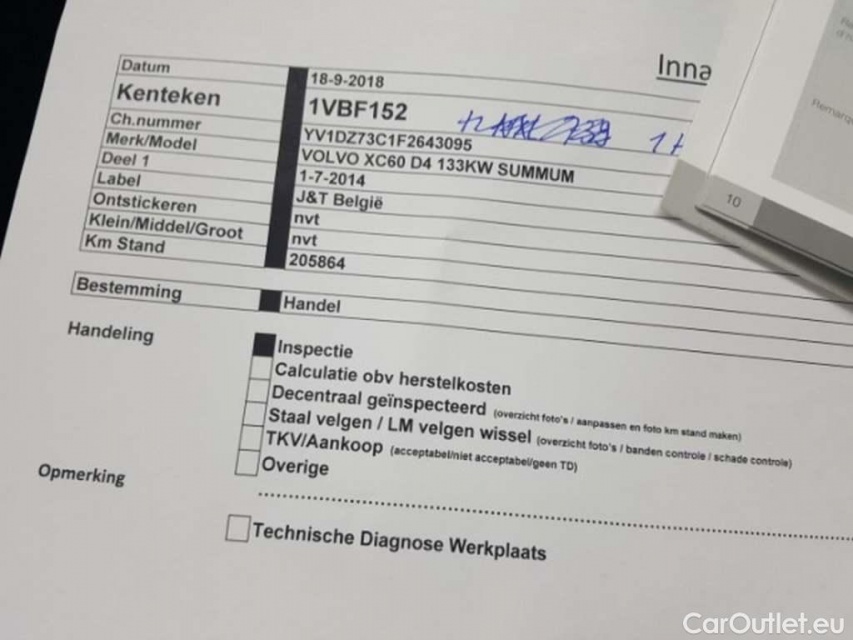 Inna
Datum 18-9-2018
Kenteken 1VBF152
Ch.nummer YV1DZ73C1F2643095
Merk/Model VOLVO XC60 D4 133KW SUMMUM
Deel 1 1-7-2014
Label J&T België
Ontstickeren nvt
Klein/Middel/Groot nvt
Km Stand 205864
Bestemming Handel
Handeling Inspectie
Calculatie obv herstelkosten
Decentraal geïnspecteerd (overzicht foto's / aanpassen en foto km stand maken)
Staal velgen / LM velgen wissel (overzicht foto's / banden controle / schade controle)
TKV/Aankoop (acceptabel/niet acceptabel/geen TD)
Opmerking Overige
Technische Diagnose Werkplaats
10
Remarq
CarOutlet.eu